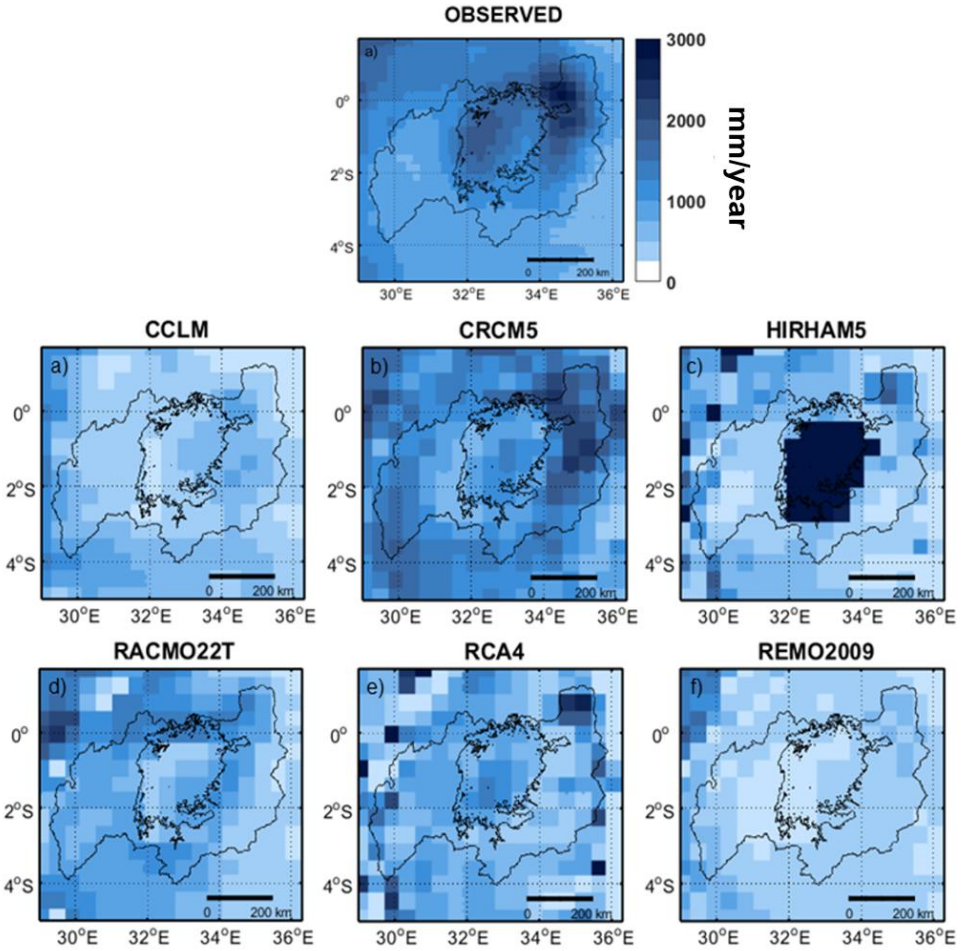 OBSERVED
a)
3000
2000
1000
0
mm/year
0°
2°S
4°S
0 200 km
30°E 32°E 34°E 36°E
CCLM CRCM5 HIRHAM5
a) b) c)
0° 0° 0°
2°S 2°S 2°S
4°S 4°S 4°S
0 200 km 0 200 km 0 200 km
30°E 32°E 34°E 36°E 30°E 32°E 34°E 36°E 30°E 32°E 34°E 36°E
RACMO22T RCA4 REMO2009
d) e) f)
0° 0° 0°
2°S 2°S 2°S
4°S 4°S 4°S
0 200 km 0 200 km 0 200 km
30°E 32°E 34°E 36°E 30°E 32°E 34°E 36°E 30°E 32°E 34°E 36°E